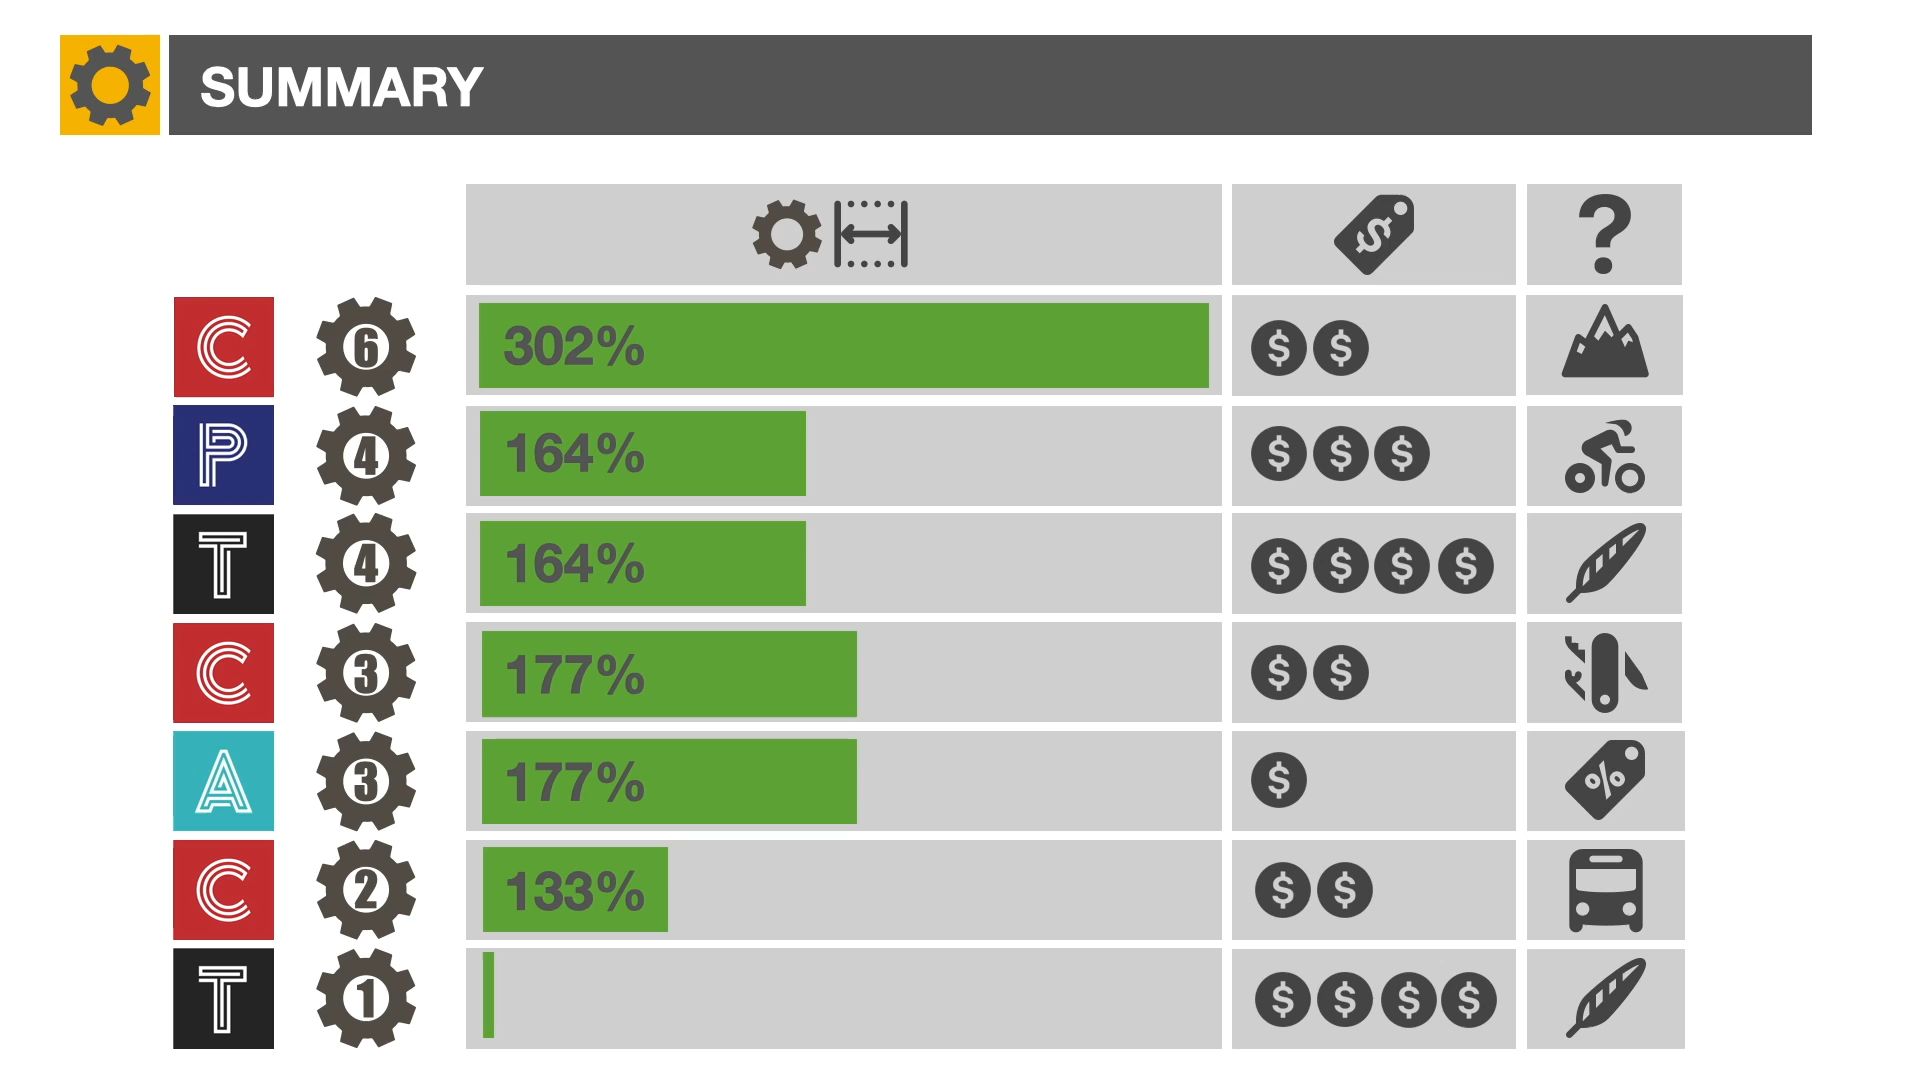 SUMMARY
$
?
C 6 302% $ $
P 4 164% $ $ $
T 4 164% $ $ $ $
C 3 177% $ $
A 3 177% $ %
C 2 133% $ $
T 1 $ $ $ $